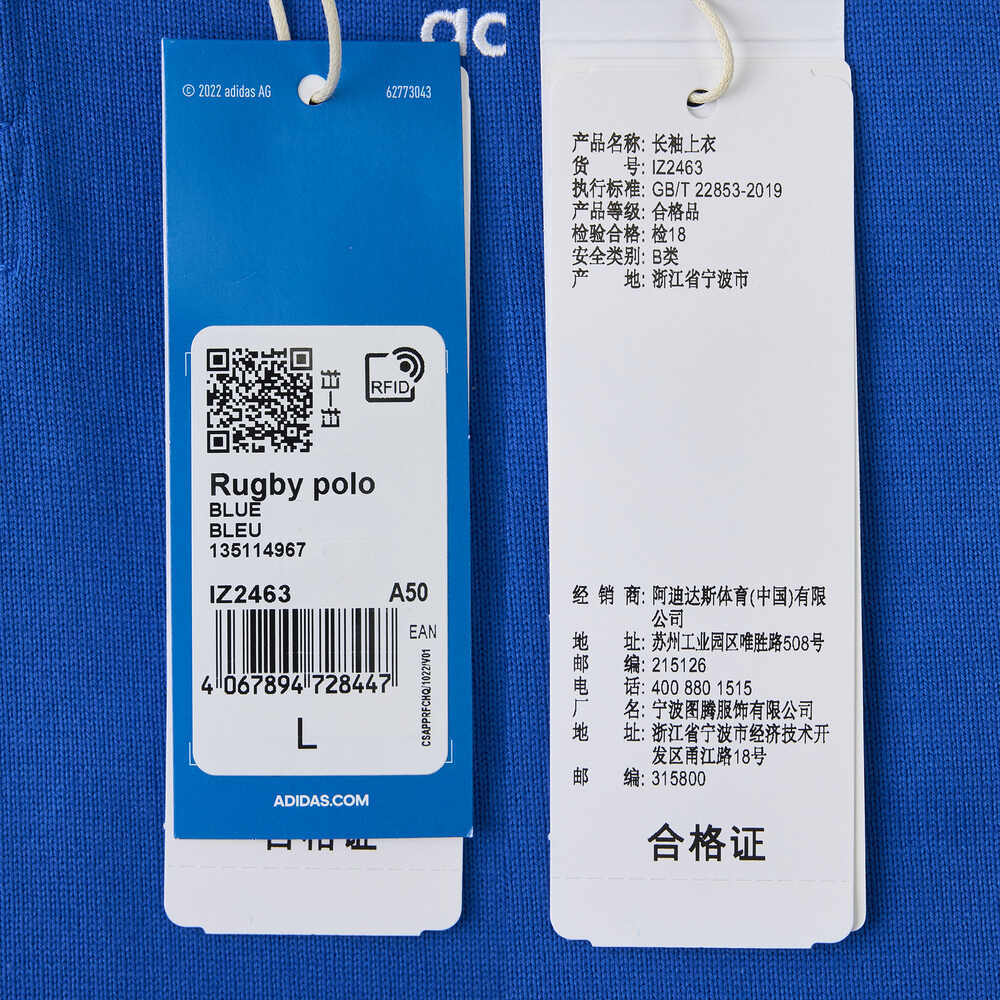 ac
© 2022 adidas AG
62773043
扫一扫
RFID
Rugby polo
BLUE
BLEU
135114967
IZ2463
A50
EAN
4 067894 728447
CSAPPRFCHQ/1022/V01
L
ADIDAS.COM
合格证
产品名称: 长袖上衣
货 号: IZ2463
执行标准: GB/T 22853-2019
产品等级: 合格品
检验合格: 检18
安全类别: B类
产 地: 浙江省宁波市
经 销 商: 阿迪达斯体育(中国)有限
公司
地 址: 苏州工业园区唯胜路508号
邮 编: 215126
电 话: 400 880 1515
厂 名: 宁波图腾服饰有限公司
地 址: 浙江省宁波市经济技术开
发区甬江路18号
邮 编: 315800
合格证